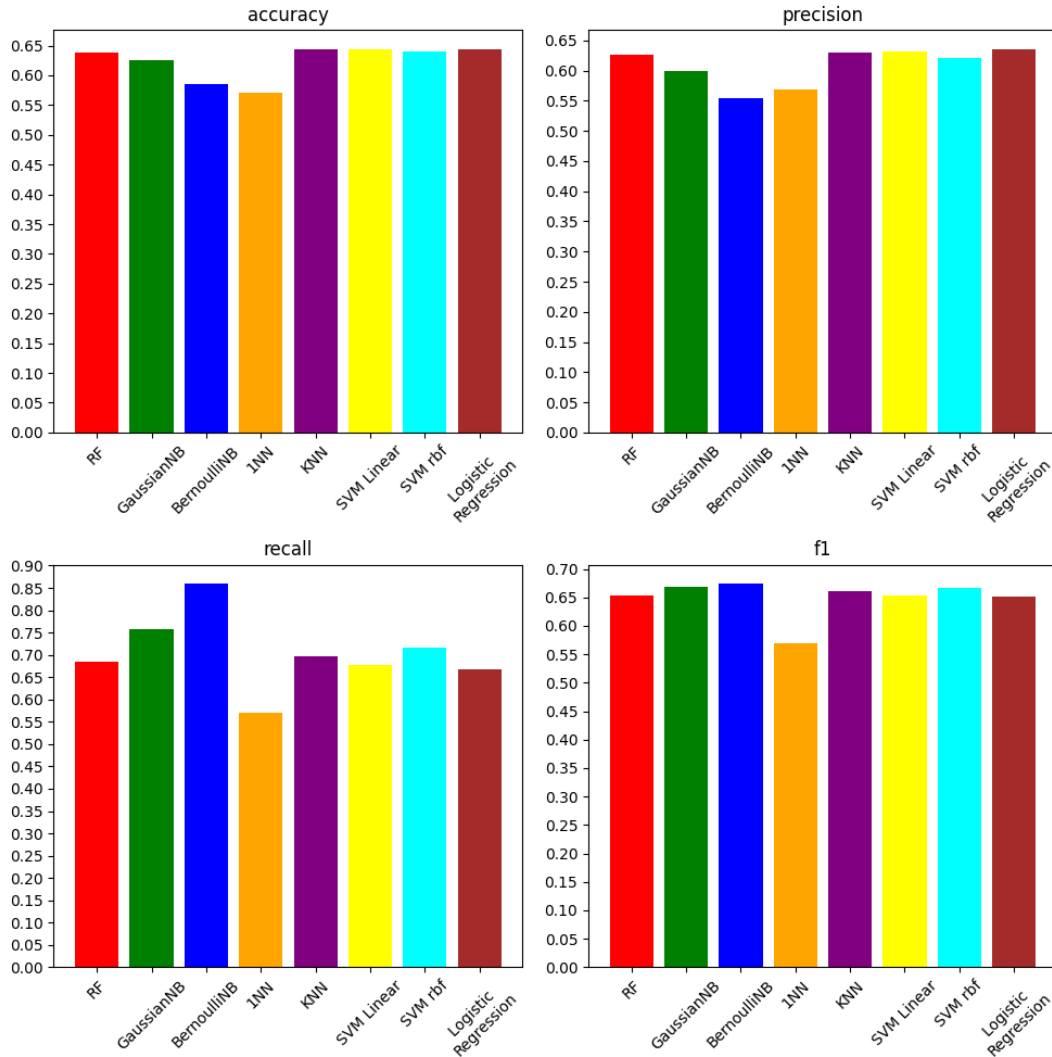 accuracy
0.65
0.60
0.55
0.50
0.45
0.40
0.35
0.30
0.25
0.20
0.15
0.10
0.05
0.00
RF
GaussianNB
BernoulliNB
1NN
KNN
SVM Linear
SVM rbf
Logistic
Regression
precision
0.65
0.60
0.55
0.50
0.45
0.40
0.35
0.30
0.25
0.20
0.15
0.10
0.05
0.00
RF
GaussianNB
BernoulliNB
1NN
KNN
SVM Linear
SVM rbf
Logistic
Regression
recall
0.90
0.85
0.80
0.75
0.70
0.65
0.60
0.55
0.50
0.45
0.40
0.35
0.30
0.25
0.20
0.15
0.10
0.05
0.00
RF
GaussianNB
BernoulliNB
1NN
KNN
SVM Linear
SVM rbf
Logistic
Regression
f1
0.70
0.65
0.60
0.55
0.50
0.45
0.40
0.35
0.30
0.25
0.20
0.15
0.10
0.05
0.00
RF
GaussianNB
BernoulliNB
1NN
KNN
SVM Linear
SVM rbf
Logistic
Regression